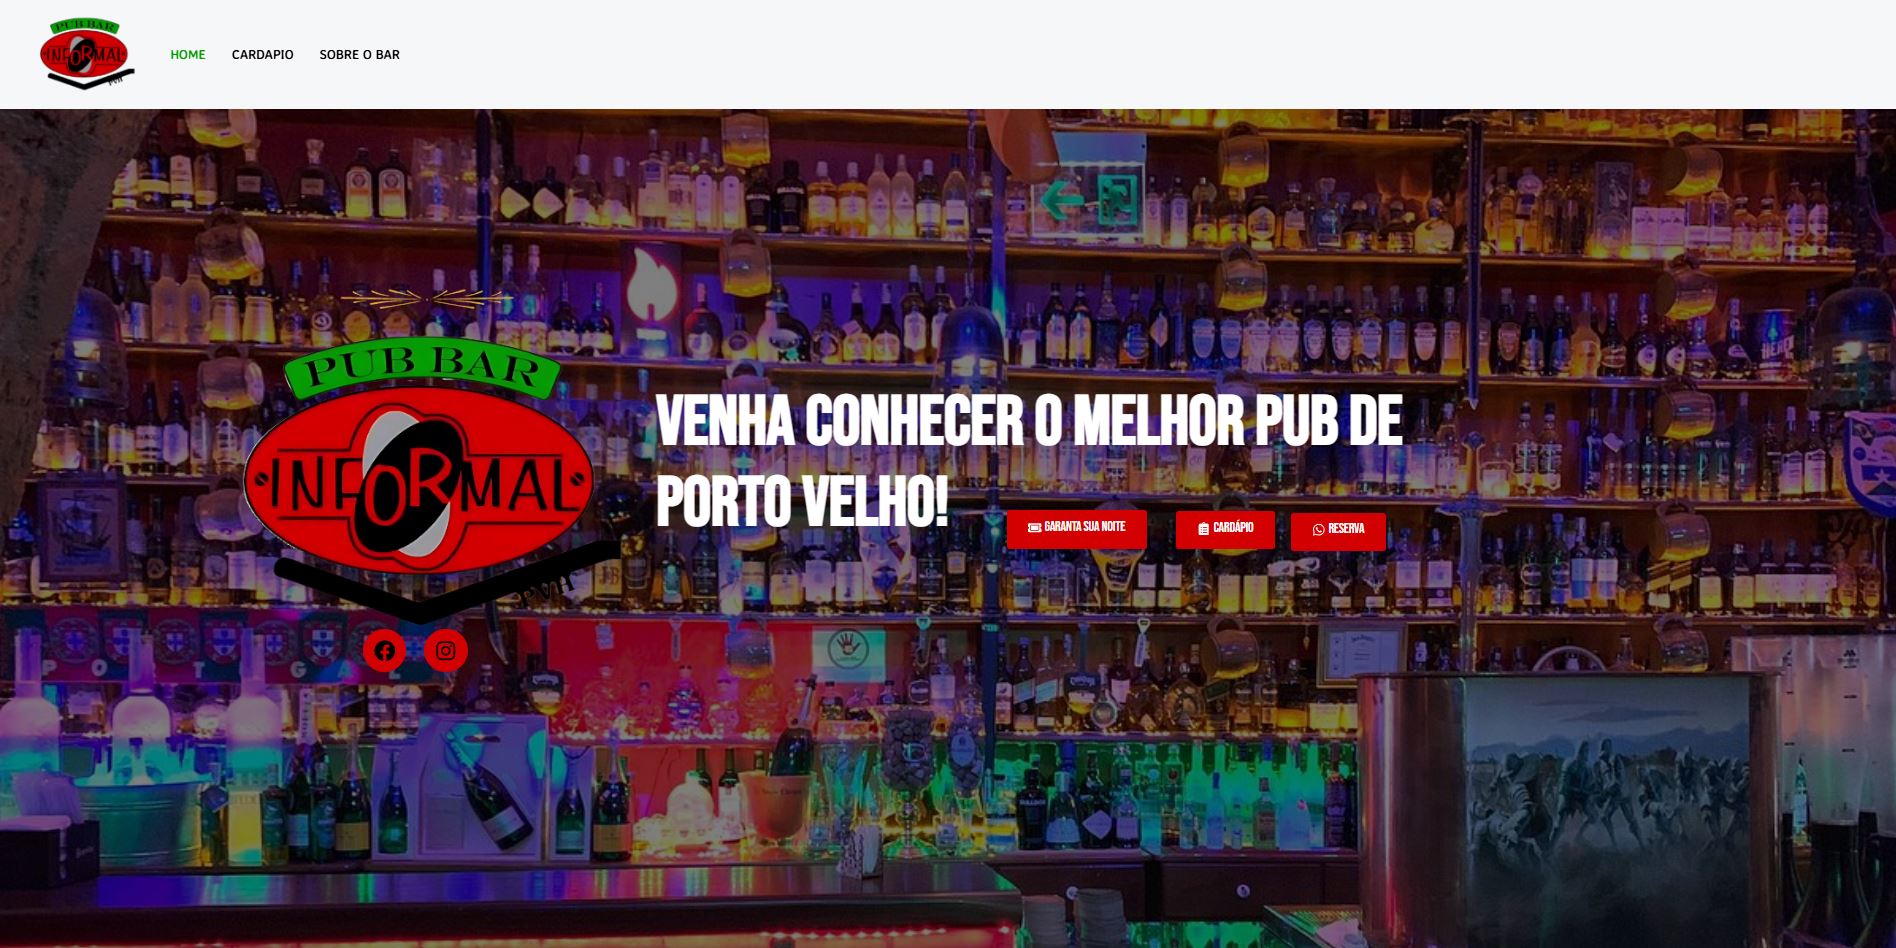 PUB BAR
INFORMAL
PVH
HOME
CARDAPIO
SOBRE O BAR
PUB BAR
INFORMAL
PVH
VENHA CONHECER O MELHOR PUB DE
PORTO VELHO!
GARANTA SUA NOITE
CARDÁPIO
RESERVA